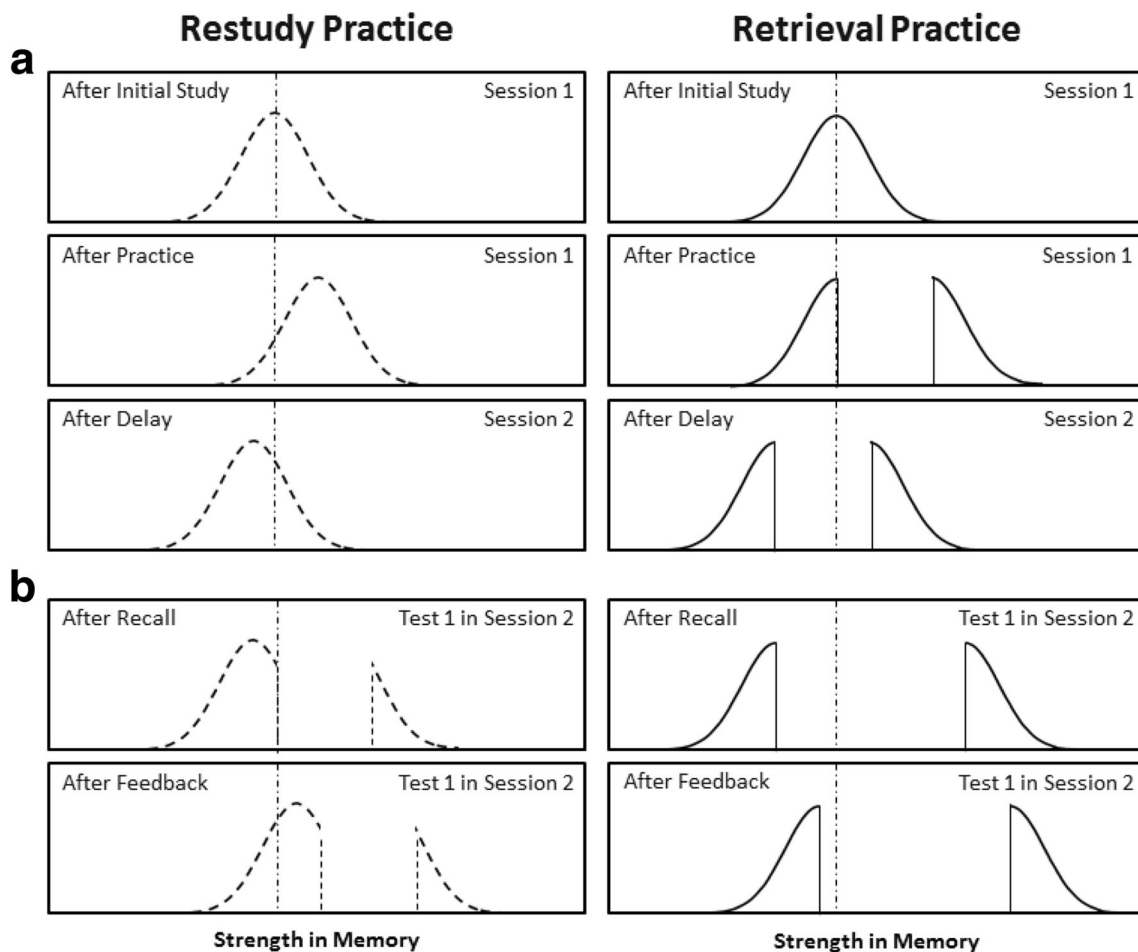 Restudy Practice
Retrieval Practice
a
After Initial Study
Session 1
After Initial Study
Session 1
After Practice
Session 1
After Practice
Session 1
After Delay
Session 2
After Delay
Session 2
b
After Recall
Test 1 in Session 2
After Recall
Test 1 in Session 2
After Feedback
Test 1 in Session 2
After Feedback
Test 1 in Session 2
Strength in Memory
Strength in Memory